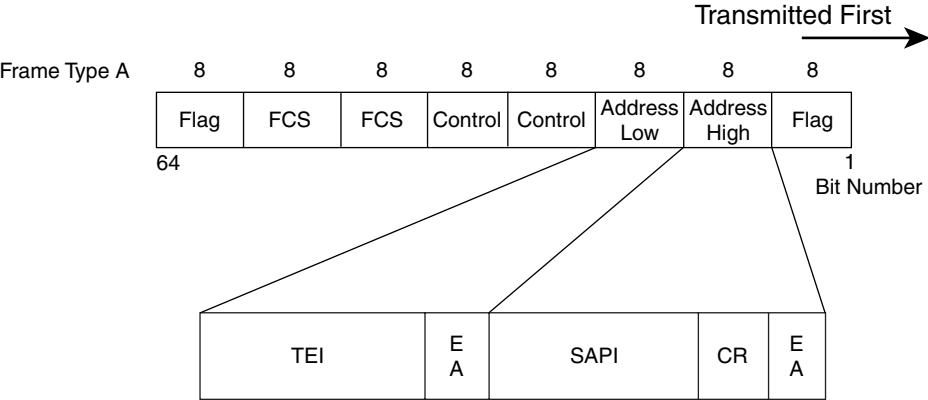 Transmitted First
Frame Type A 8 8 8 8 8 8 8 8
Flag FCS FCS Control Control Address Low Address High Flag
64 1
Bit Number
TEI E A SAPI CR E A